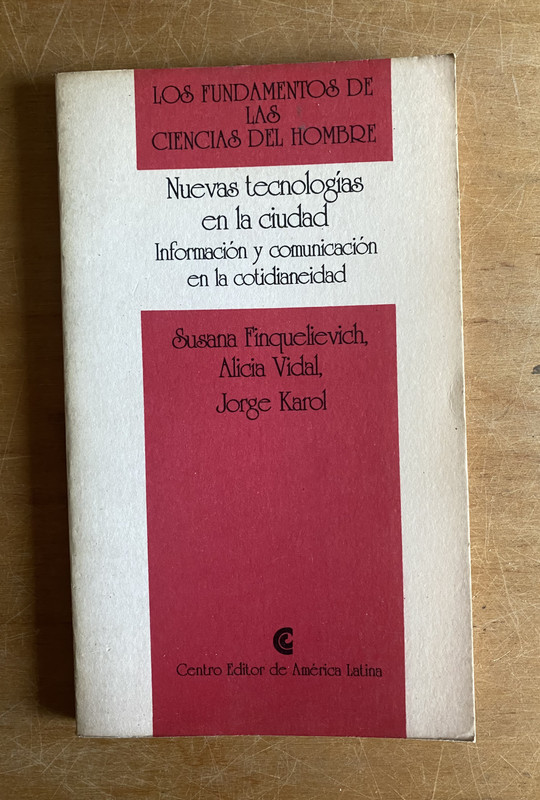 LOS FUNDAMENTOS DE
LAS
CIENCIAS DEL HOMBRE
Nuevas tecnologías
en la ciudad
Información y comunicación
en la cotidianeidad
Susana Finquelievich,
Alicia Vidal,
Jorge Karol
Centro Editor de América Latina